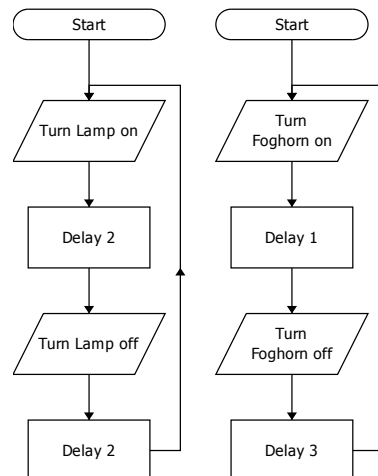 Start
Turn Lamp on
Delay 2
Turn Lamp off
Delay 2
Start
Turn
Foghorn on
Delay 1
Turn
Foghorn off
Delay 3